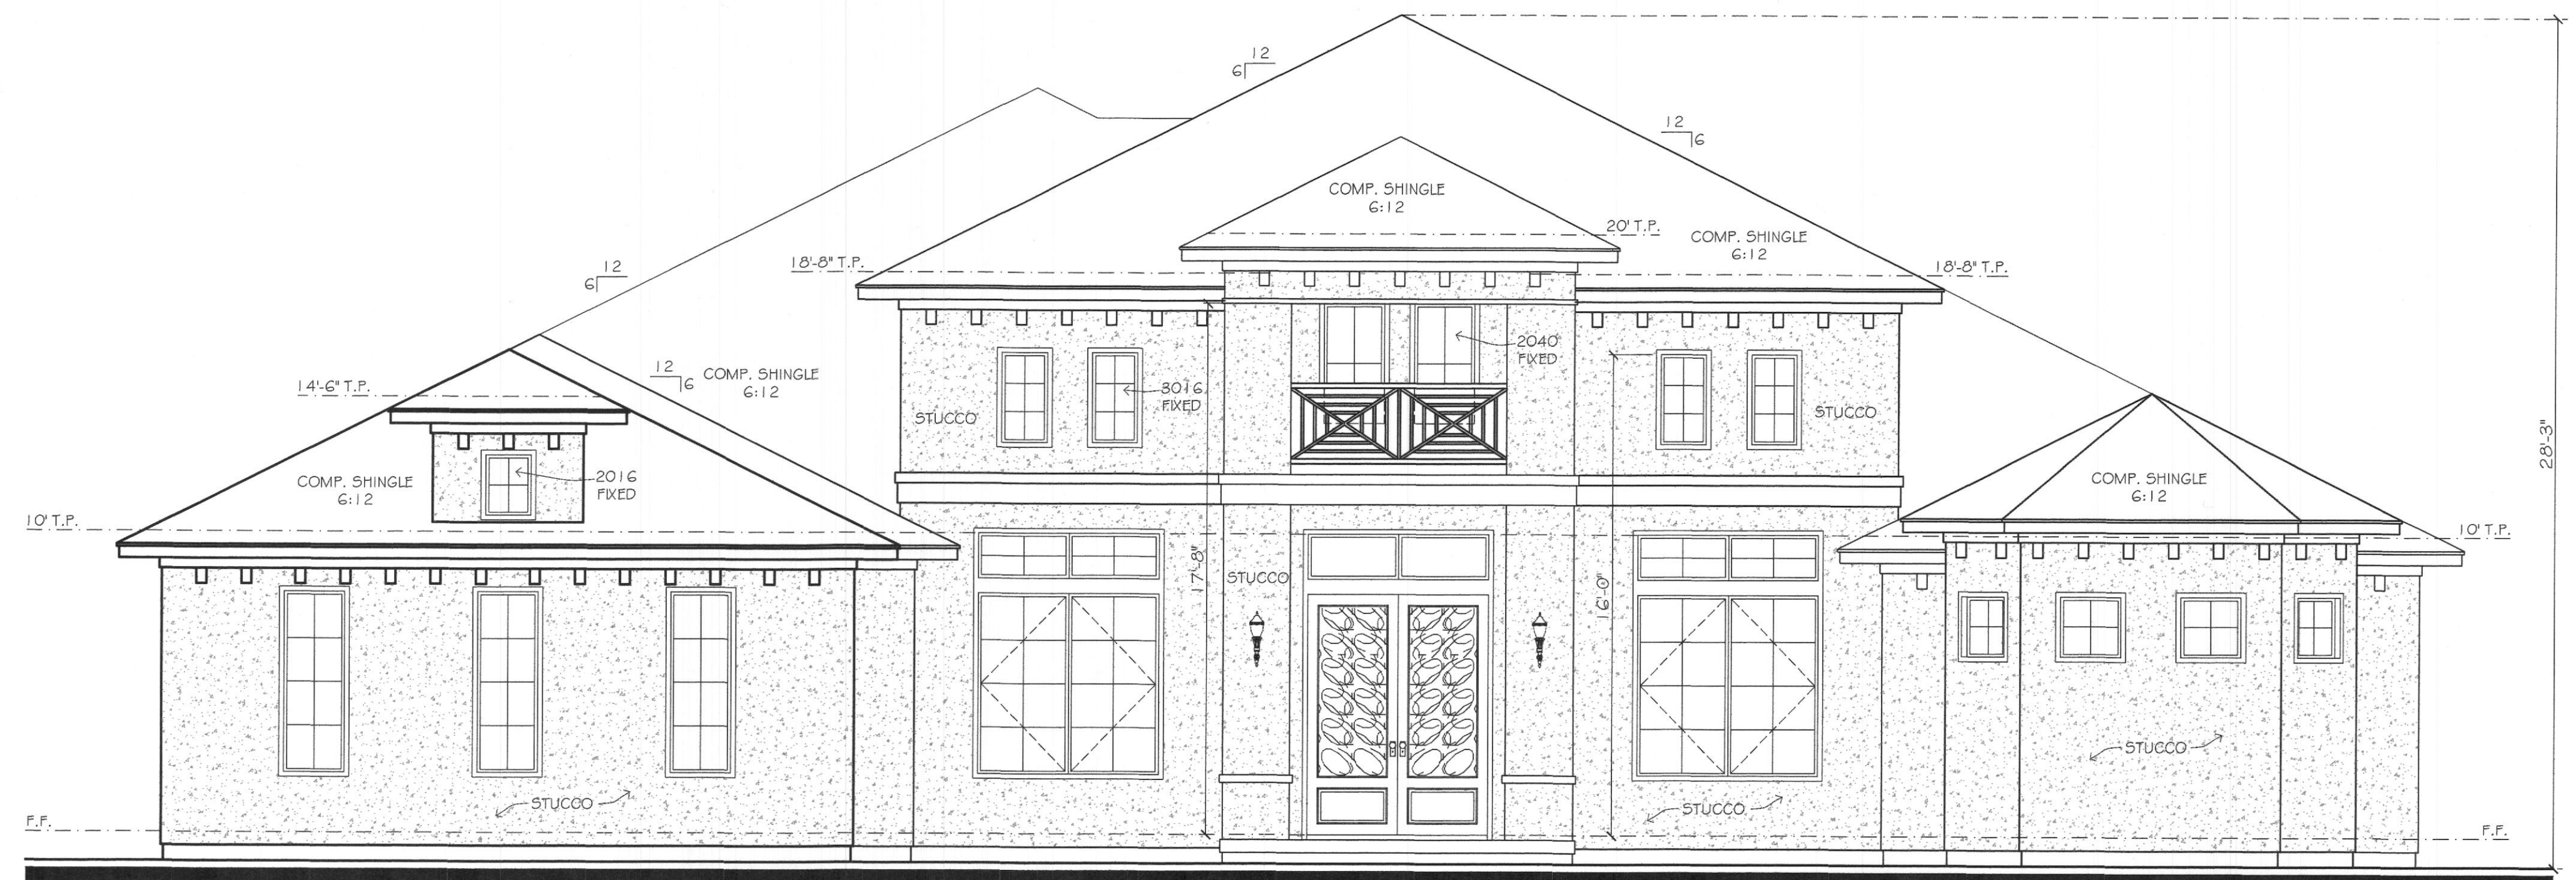 12
6
12
6
COMP. SHINGLE
6:12
20' T.P.
COMP. SHINGLE
6:12
18'-8" T.P.
18'-8" T.P.
12
6
2040
FIXED
12
6
COMP. SHINGLE
6:12
14'-6" T.P.
3016
FIXED
STUCCO
STUCCO
28'-3"
COMP. SHINGLE
6:12
2016
FIXED
COMP. SHINGLE
6:12
10' T.P.
10' T.P.
17'-8"
STUCCO
16'-0"
STUCCO
STUCCO
STUCCO
F.F.
F.F.